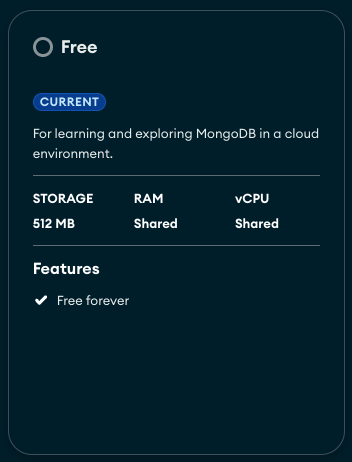 Free
CURRENT
For learning and exploring MongoDB in a cloud
environment.
STORAGE RAM vCPU
512 MB Shared Shared
Features
Free forever